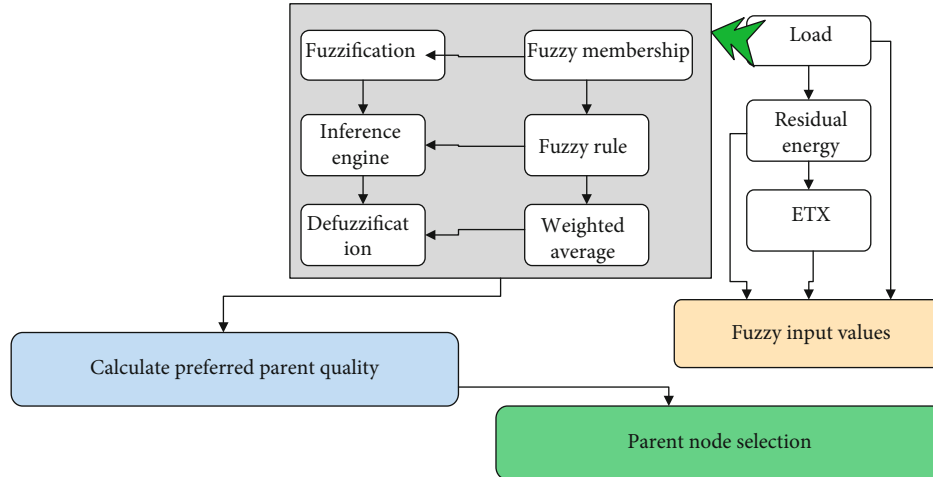 Fuzzification
Fuzzy membership
Load
Inference
engine
Fuzzy rule
Residual
energy
Defuzzificat
ion
Weighted
average
ETX
Fuzzy input values
Calculate preferred parent quality
Parent node selection